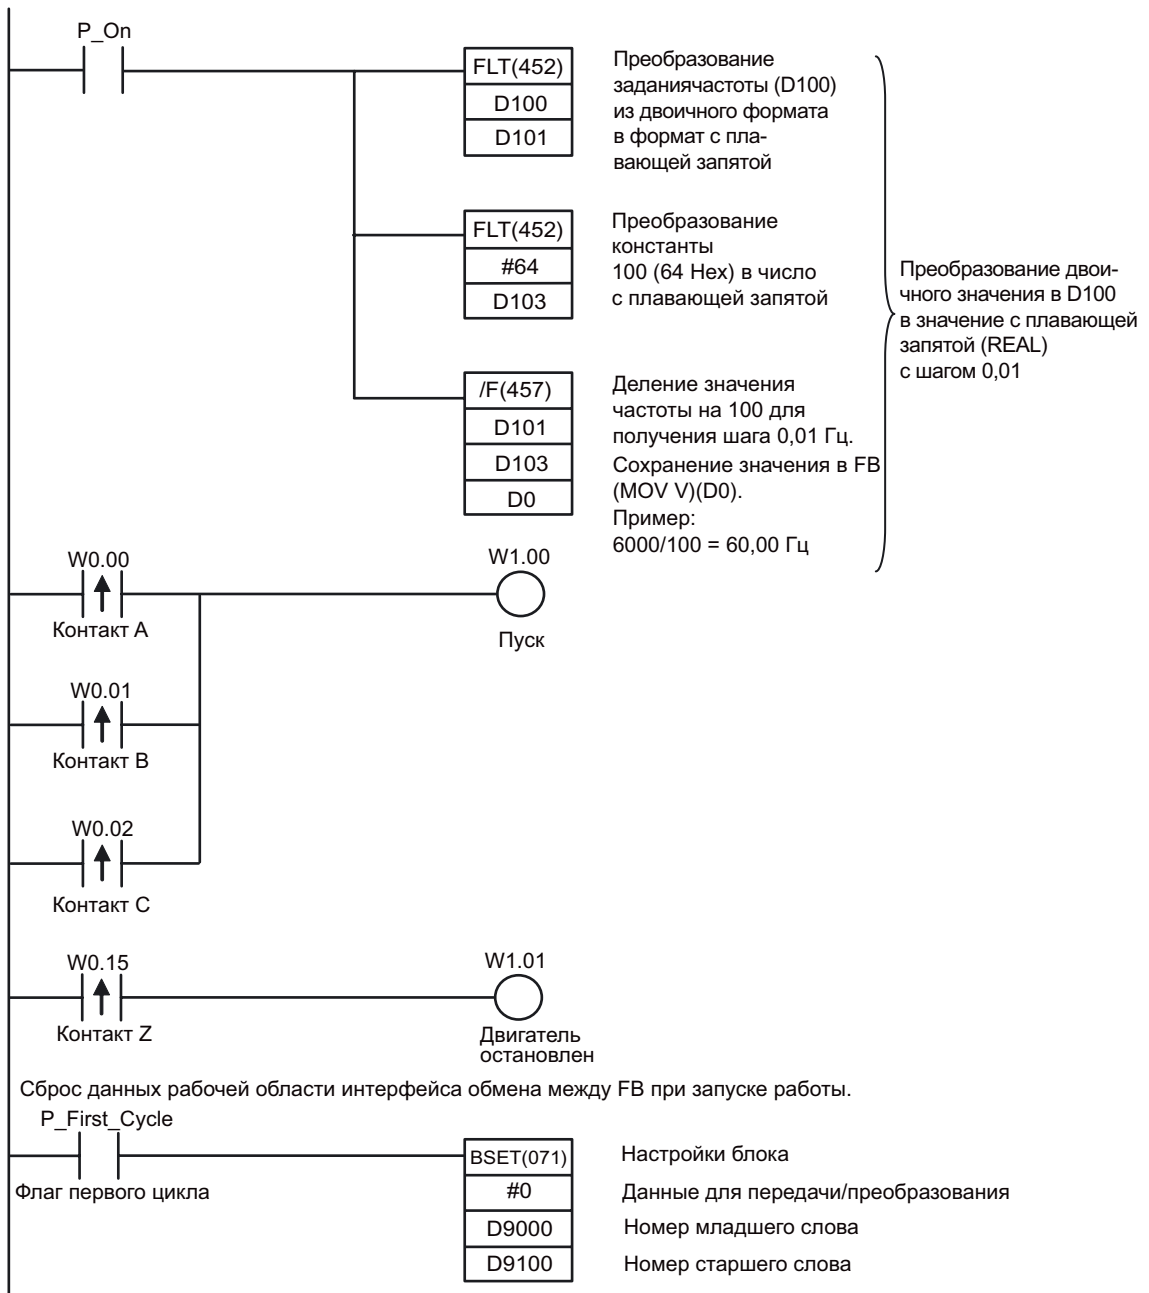 P_On
FLT(452)
D100
D101
Преобразование
заданиячастоты (D100)
из двоичного формата
в формат с пла-
вающей запятой
FLT(452)
#64
D103
Преобразование
константы
100 (64 Hex) в число
с плавающей запятой
Преобразование двои-
чного значения в D100
в значение с плавающей
запятой (REAL)
с шагом 0,01
/F(457)
D101
D103
D0
Деление значения
частоты на 100 для
получения шага 0,01 Гц.
Сохранение значения в FB
(MOV V)(D0).
Пример:
6000/100 = 60,00 Гц
W0.00
Контакт A
W1.00
Пуск
W0.01
Контакт B
W0.02
Контакт C
W0.15
Контакт Z
W1.01
Двигатель
остановлен
Сброс данных рабочей области интерфейса обмена между FB при запуске работы.
P_First_Cycle
Флаг первого цикла
BSET(071)
#0
D9000
D9100
Настройки блока
Данные для передачи/преобразования
Номер младшего слова
Номер старшего слова